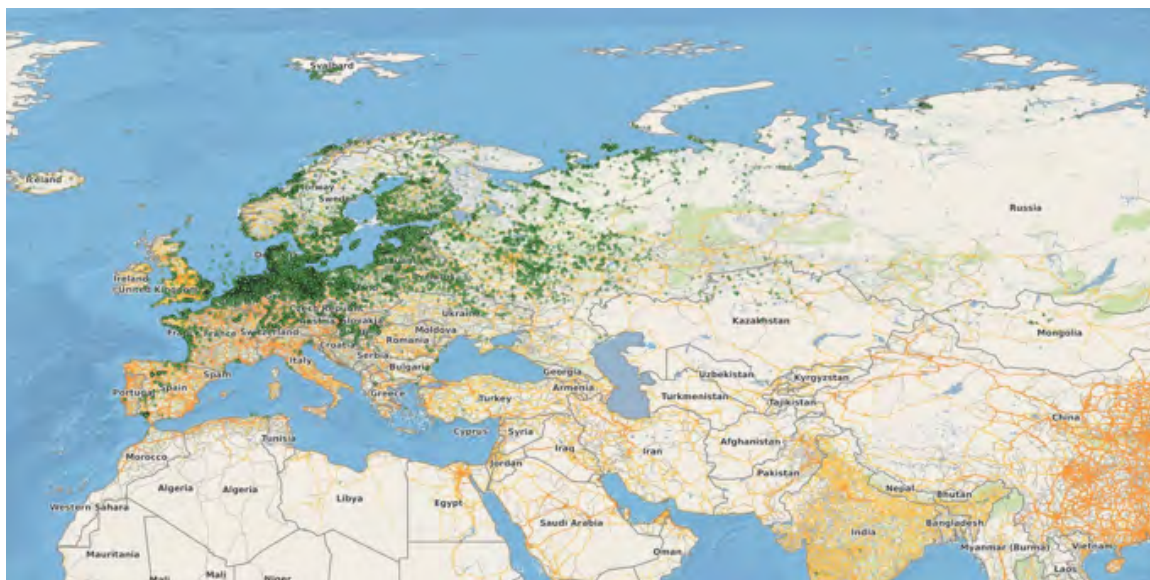 Svalbard
Iceland
Norway
Russia
Ireland
United Kingdom
Ukraine
Kazakhstan
Mongolia
Slovakia
France
Switzerland
Moldova
Romania
Croatia
Serbia
Italy
Bulgaria
Georgia
Uzbekistan
Kyrgyzstan
Portugal
Spain
Spain
Greece
Turkey
Armenia
Turkmenistan
Tajikistan
China
Tunisia
Cyprus
Syria
Afghanistan
Morocco
Jordan
Iraq
Iran
Pakistan
Algeria
Algeria
Libya
Egypt
Nepal
Bhutan
Western Sahara
Saudi Arabia
India
Bangladesh
Mauritania
Oman
Myanmar (Burma)
Vietnam
Mali
Mali
Niger
Laos